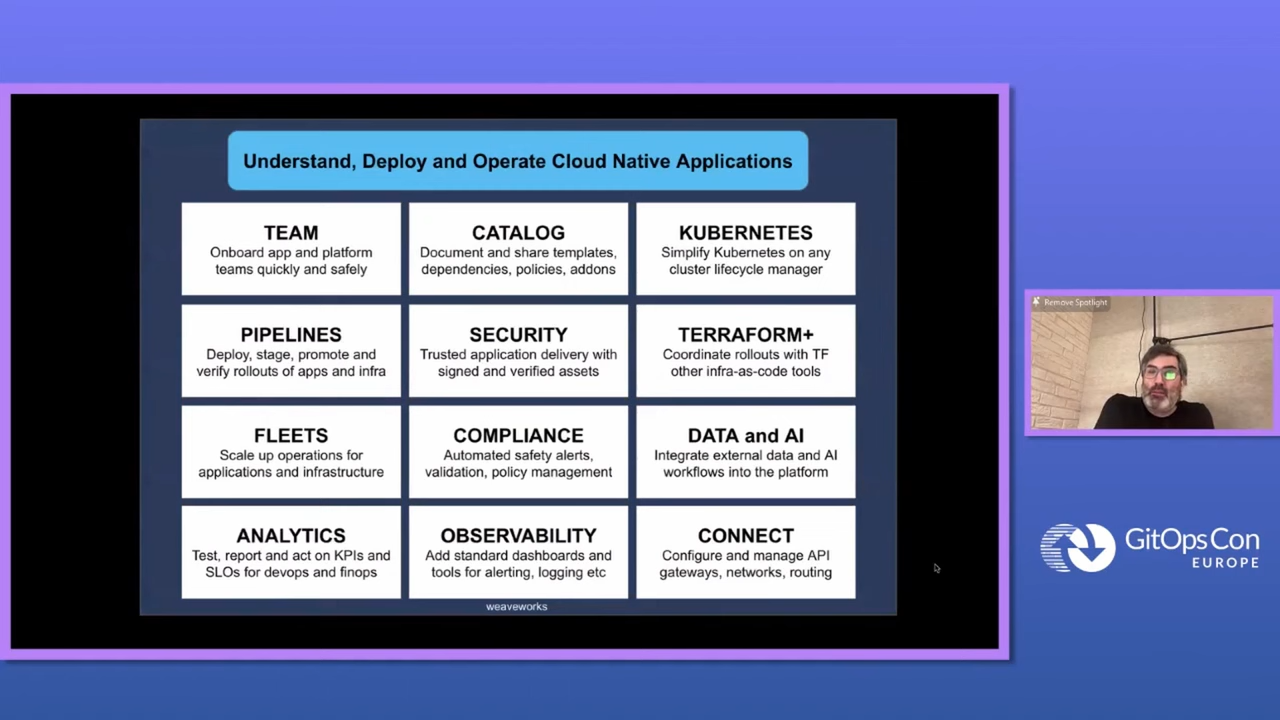 Understand, Deploy and Operate Cloud Native Applications
TEAM
Onboard app and platform
teams quickly and safely
CATALOG
Document and share templates,
dependencies, policies, addons
KUBERNETES
Simplify Kubernetes on any
cluster lifecycle manager
PIPELINES
Deploy, stage, promote and
verify rollouts of apps and infra
SECURITY
Trusted application delivery with
signed and verified assets
TERRAFORM+
Coordinate rollouts with TF
other infra-as-code tools
FLEETS
Scale up operations for
applications and infrastructure
COMPLIANCE
Automated safety alerts,
validation, policy management
DATA and AI
Integrate external data and AI
workflows into the platform
ANALYTICS
Test, report and act on KPIs and
SLOs for devops and finops
OBSERVABILITY
Add standard dashboards and
tools for alerting, logging etc
CONNECT
Configure and manage API
gateways, networks, routing
weaveworks
Remove Spotlight
GitOpsCon
EUROPE